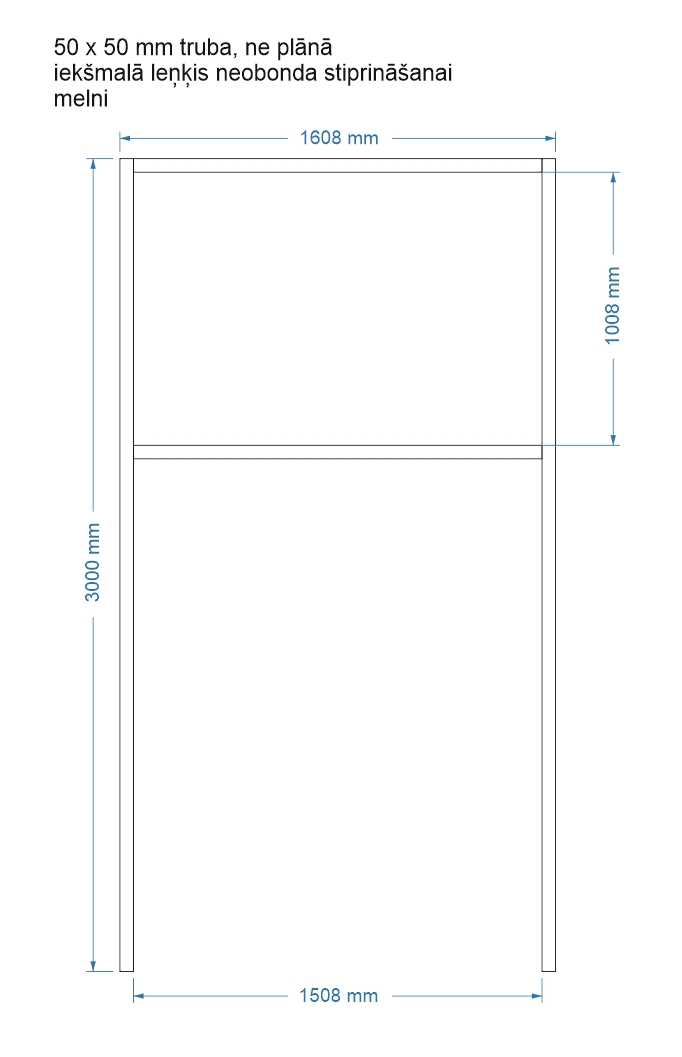 50 x 50 mm truba, ne plānā
iekšmalā leņķis neobonda stiprināšanai
melni
1608 mm
1008 mm
3000 mm
1508 mm